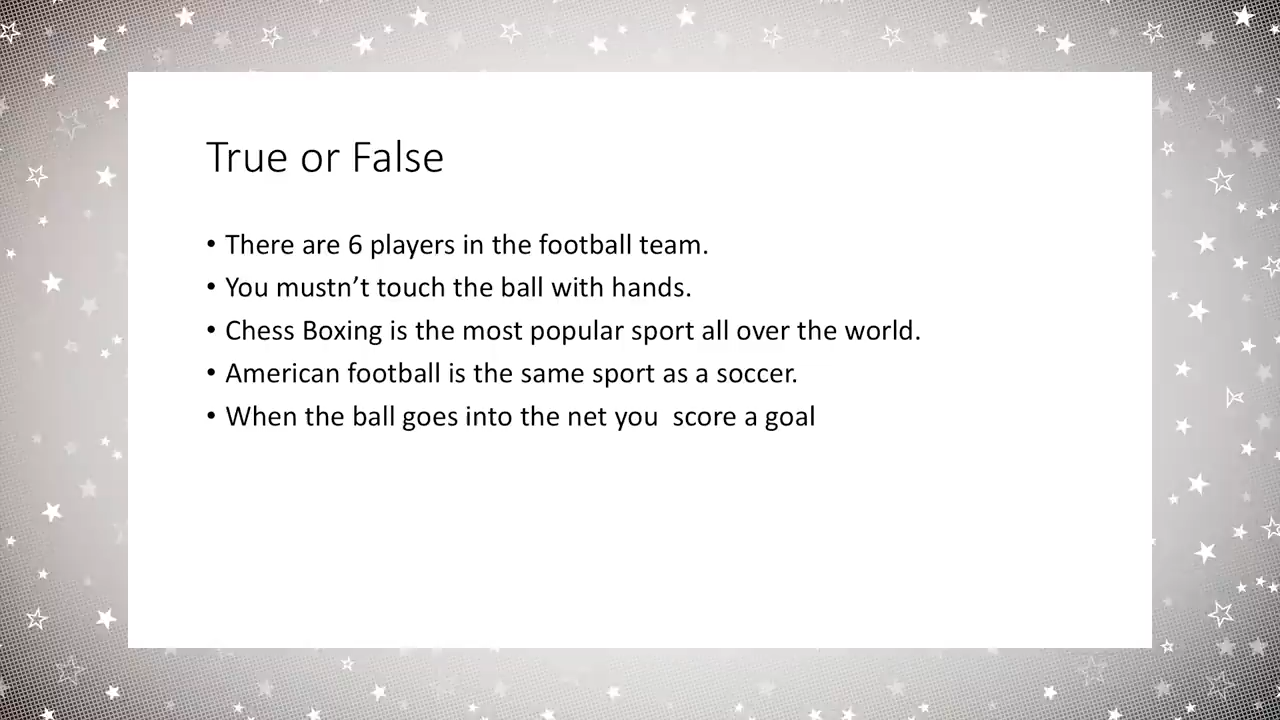 True or False
• There are 6 players in the football team.
• You mustn’t touch the ball with hands.
• Chess Boxing is the most popular sport all over the world.
• American football is the same sport as a soccer.
• When the ball goes into the net you  score a goal